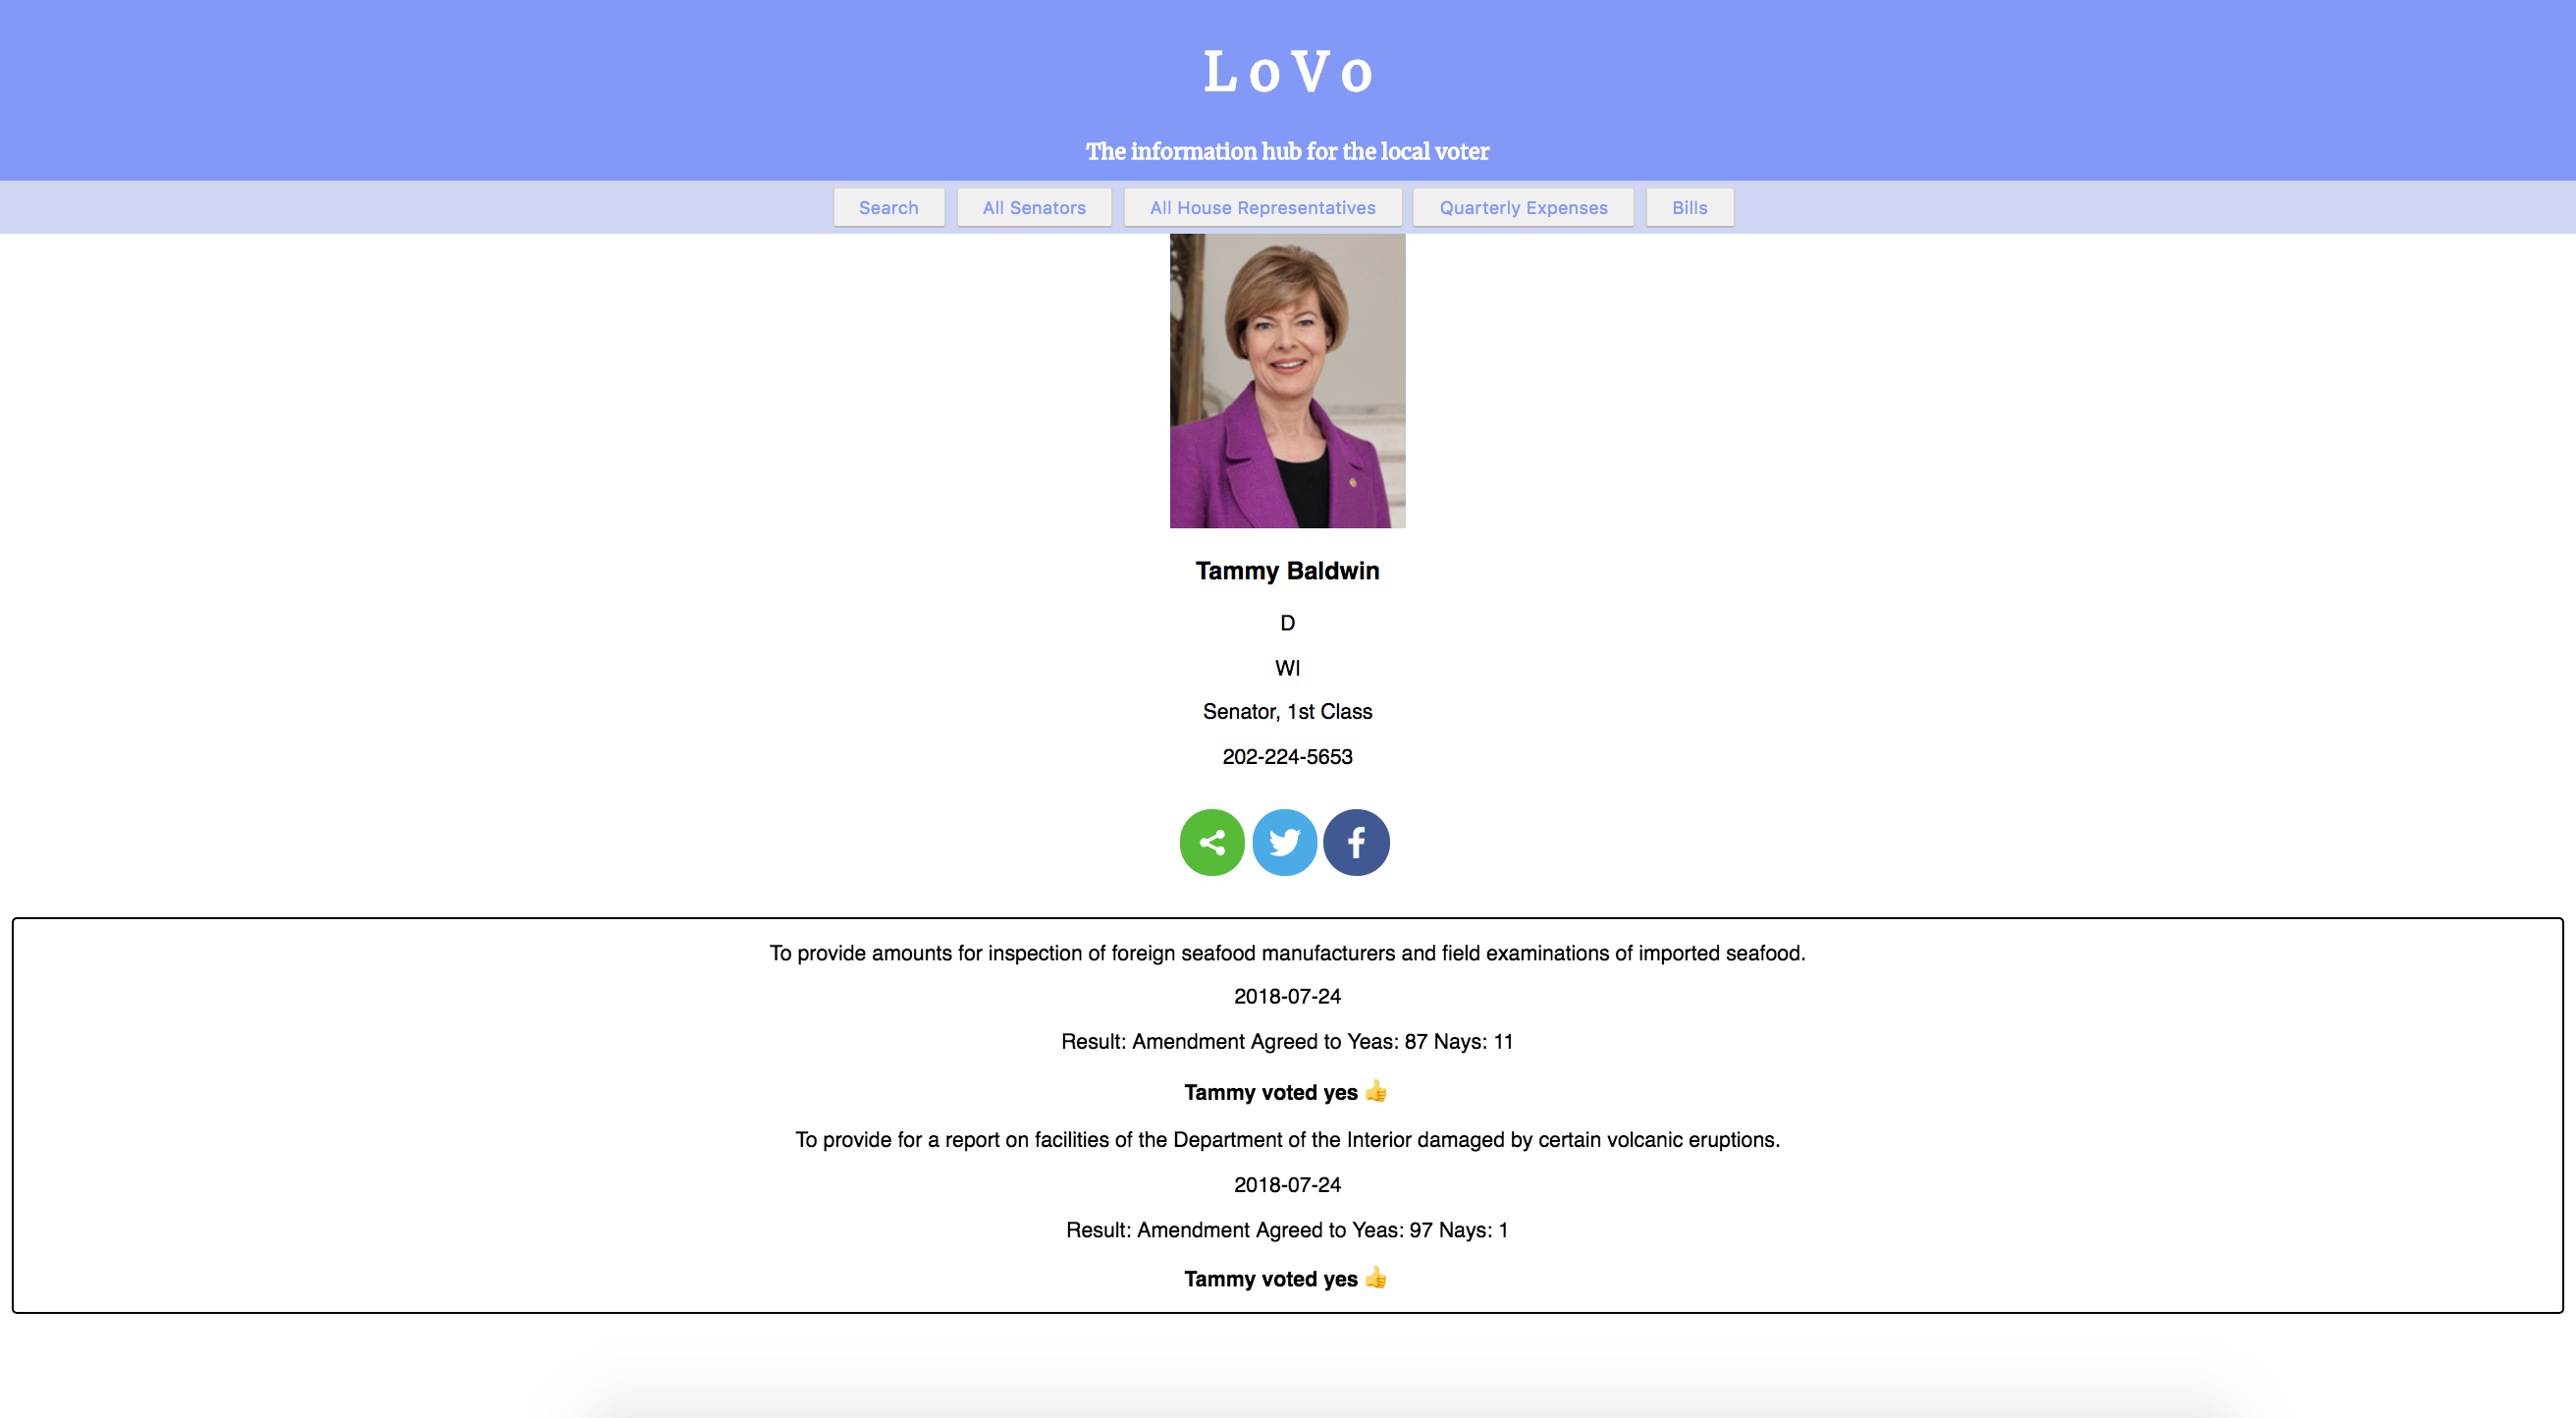 LoVo
The information hub for the local voter
Search All Senators All House Representatives Quarterly Expenses Bills
Tammy Baldwin
D
WI
Senator, 1st Class
202-224-5653
To provide amounts for inspection of foreign seafood manufacturers and field examinations of imported seafood.
2018-07-24
Result: Amendment Agreed to Yeas: 87 Nays: 11
Tammy voted yes 👍
To provide for a report on facilities of the Department of the Interior damaged by certain volcanic eruptions.
2018-07-24
Result: Amendment Agreed to Yeas: 97 Nays: 1
Tammy voted yes 👍